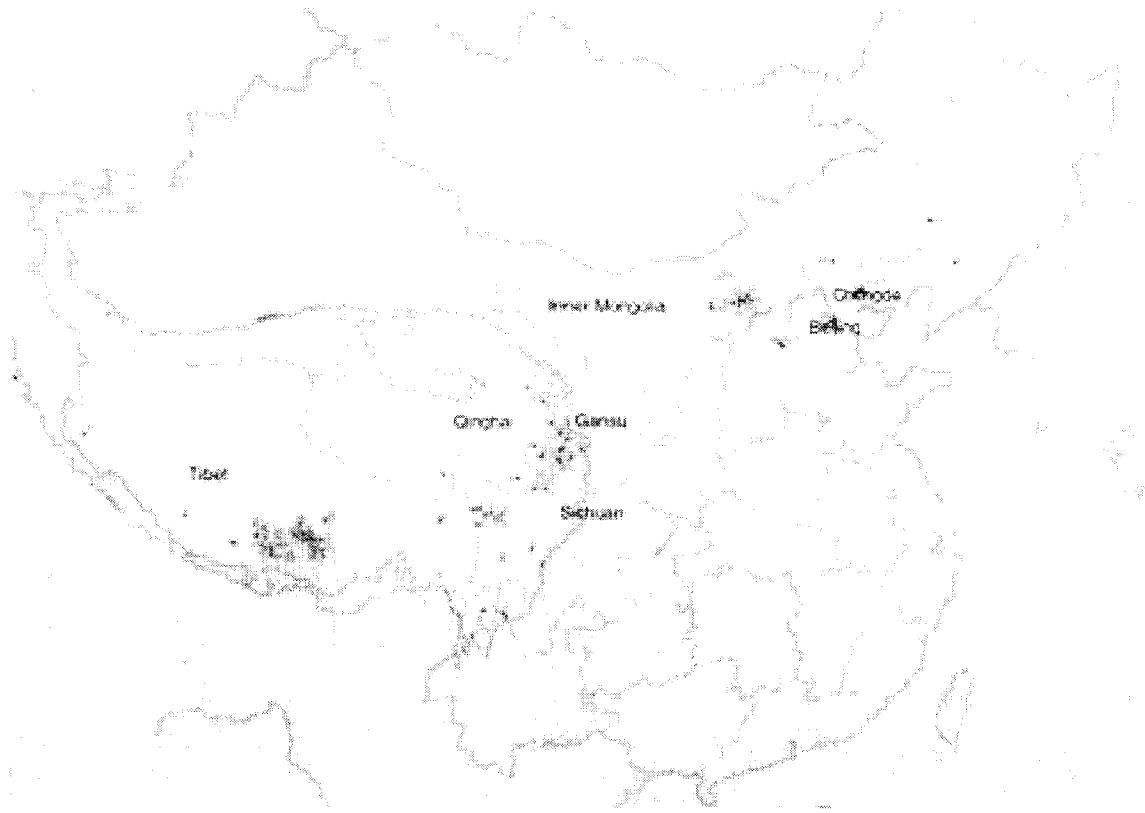 Chengde
Inner Mongolia
Beijing
Qinghai
Gansu
Tibet
Sichuan